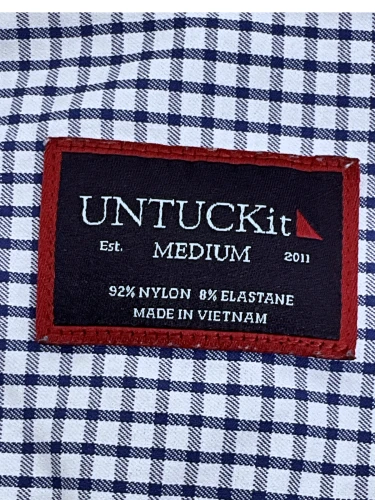 UNTUCKit
Est. MEDIUM 2011
92% NYLON 8% ELASTANE
MADE IN VIETNAM